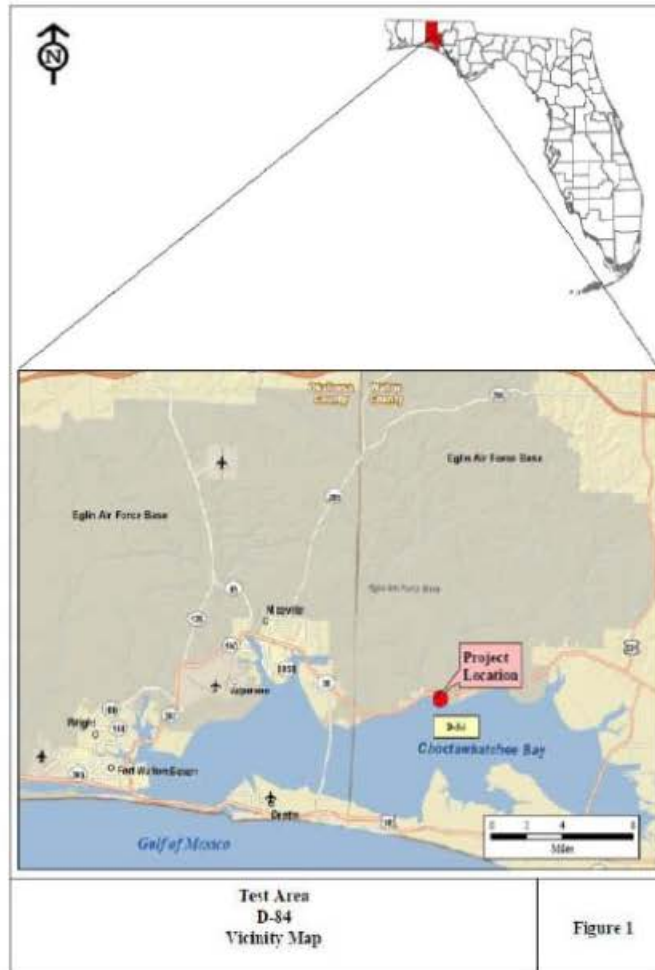 N
Okaloosa
County
Walton
County
Eglin Air Force Base
Eglin Air Force Base
Eglin Air Force Base
285
85
Niceville
Project
Location
D-84
Choctawhatchee Bay
Wright
Fort Walton Beach
Destin
Gulf of Mexico
0 2 4 8
Miles
Test Area
D-84
Vicinity Map
Figure 1